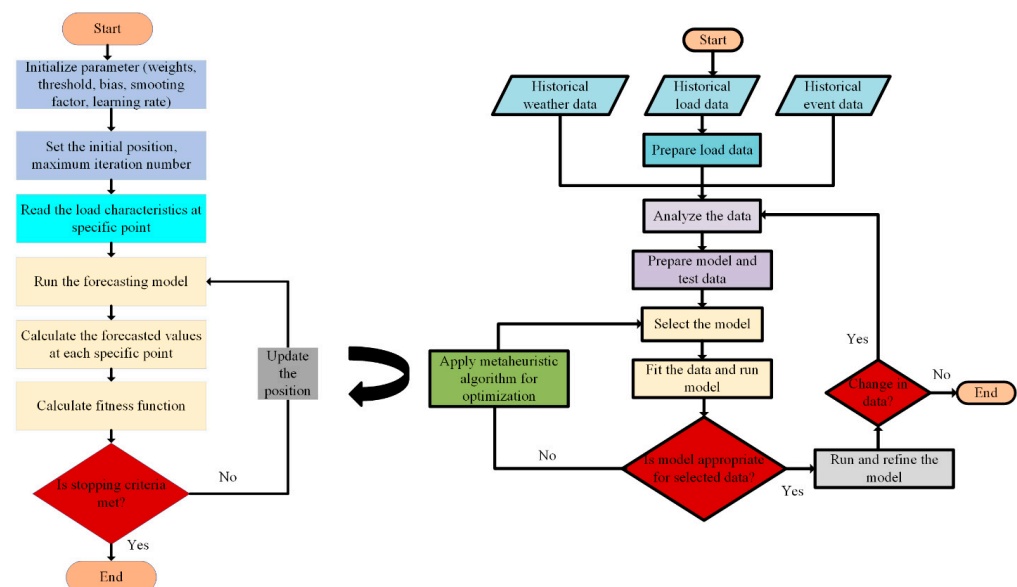 Start
Initialize parameter (weights,
threshold, bias, smooting
factor, learning rate)
Set the initial position,
maximum iteration number
Read the load characteristics at
specific point
Run the forecasting model
Calculate the forecasted values
at each specific point
Calculate fitness function
Update
the
position
Is stopping criteria
met?
No
Yes
End
Start
Historical
weather data
Historical
load data
Historical
event data
Prepare load data
Analyze the data
Prepare model and
test data
Select the model
Apply metaheuristic
algorithm for
optimization
Fit the data and run
model
Is model appropriate
for selected data?
No
Yes
Run and refine the
model
Change in
data?
Yes
No
End